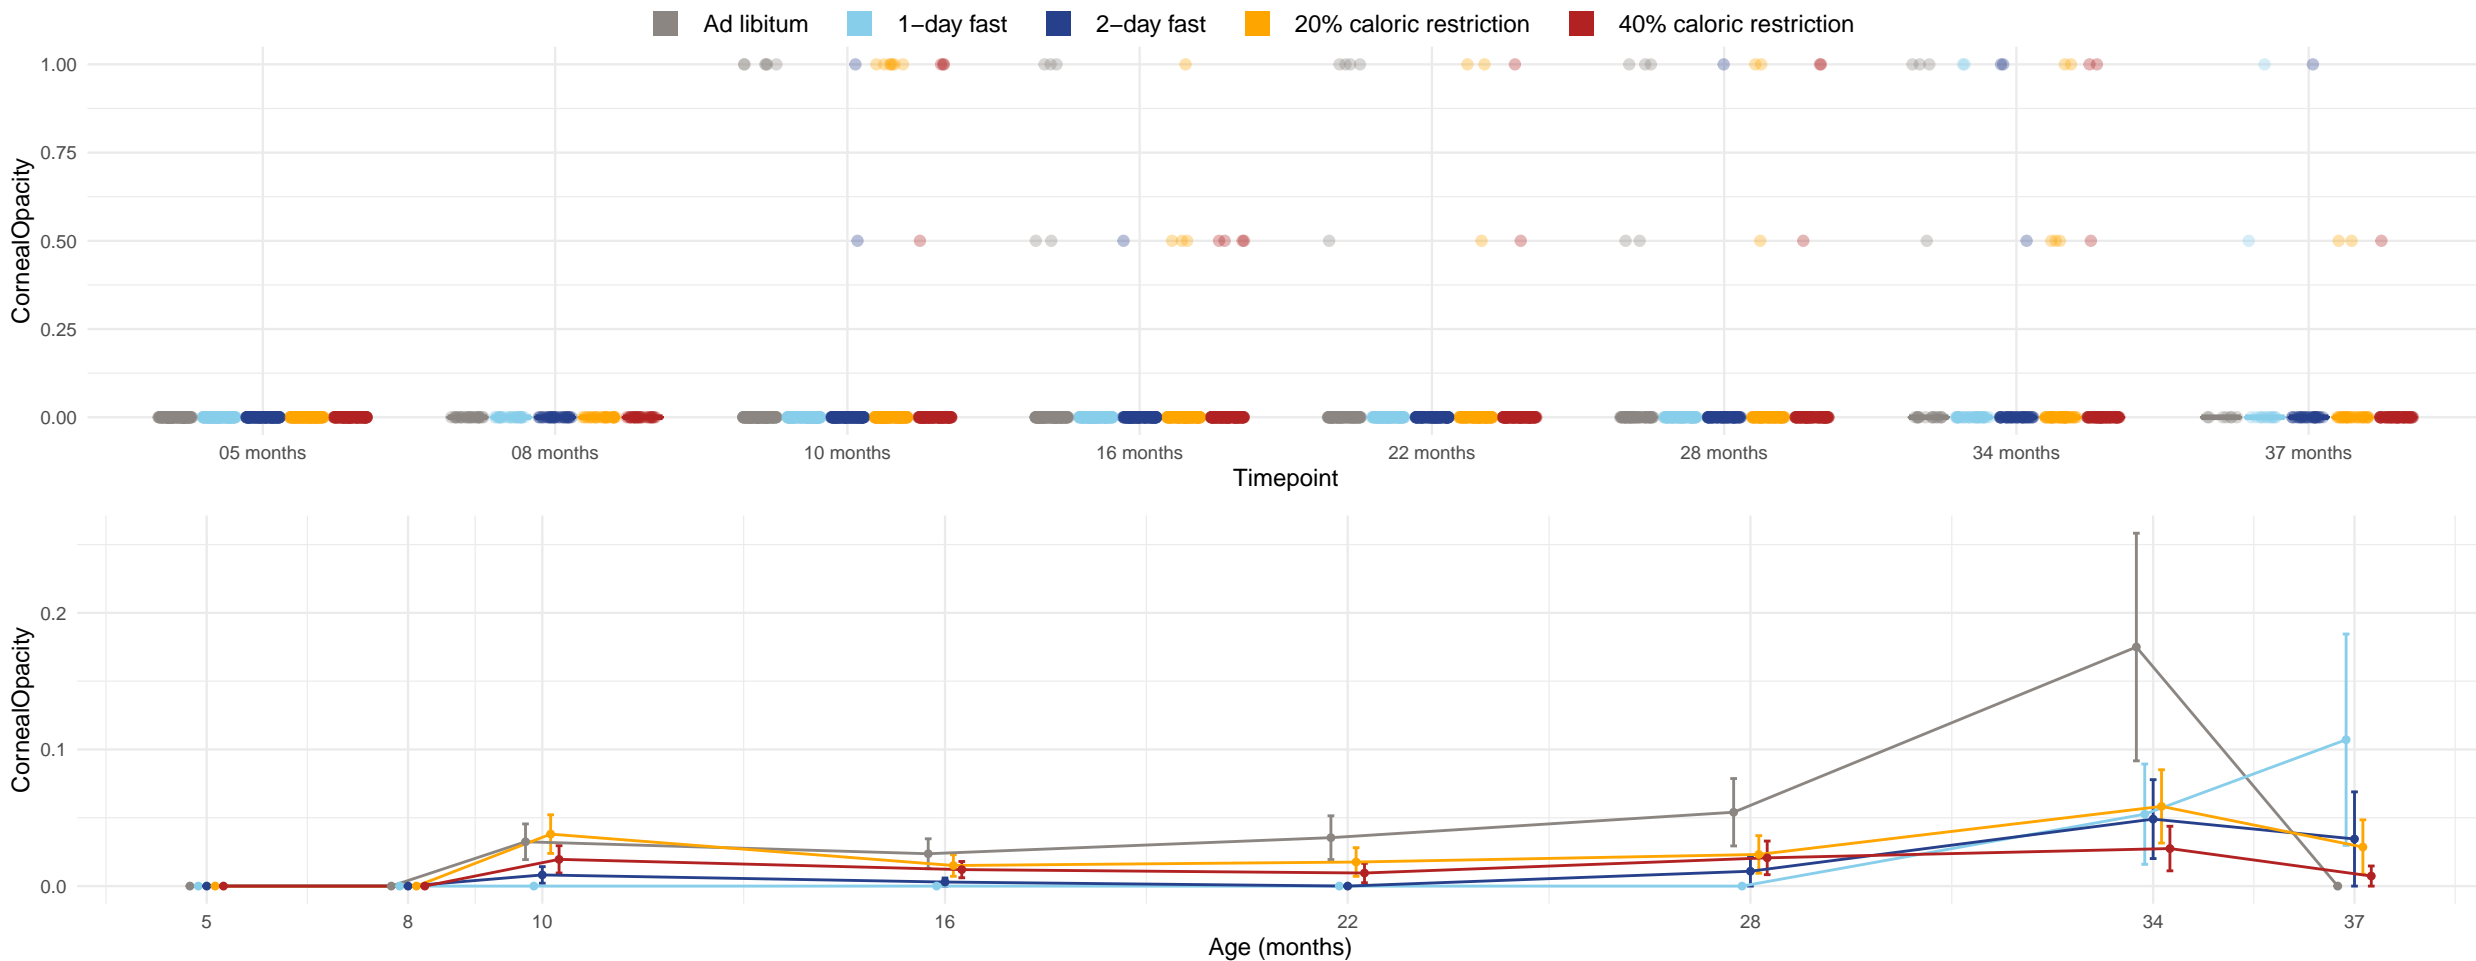 Ad libitum 1−day fast 2−day fast 20% caloric restriction 40% caloric restriction
1.00
0.75
0.50
0.25
0.00
CornealOpacity
05 months 08 months 10 months 16 months 22 months 28 months 34 months 37 months
Timepoint
0.2
0.1
0.0
CornealOpacity
5 8 10 16 22 28 34 37
Age (months)